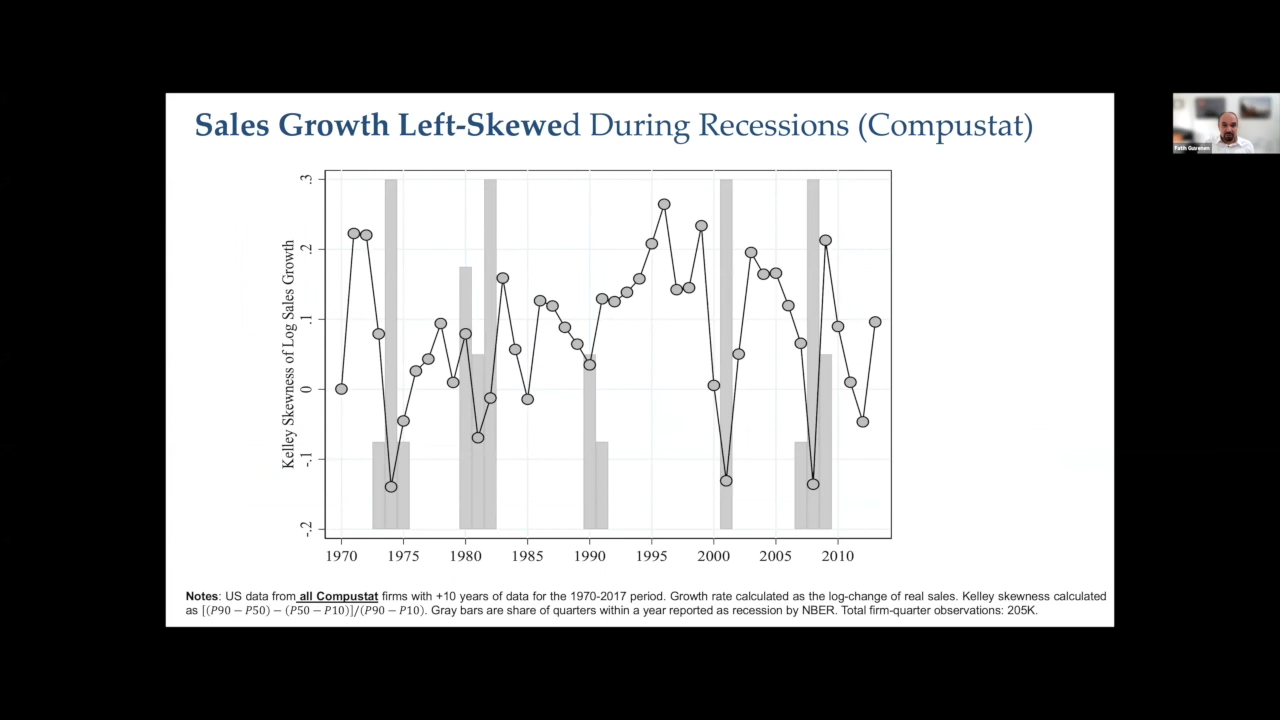 Sales Growth Left-Skewed During Recessions (Compustat)
Kelley Skewness of Log Sales Growth
.3
.2
.1
0
-.1
-.2
1970 1975 1980 1985 1990 1995 2000 2005 2010
Notes: US data from all Compustat firms with +10 years of data for the 1970-2017 period. Growth rate calculated as the log-change of real sales. Kelley skewness calculated
as [(P90 − P50) − (P50 − P10)]/(P90 − P10). Gray bars are share of quarters within a year reported as recession by NBER. Total firm-quarter observations: 205K.
Fatih Guvenen